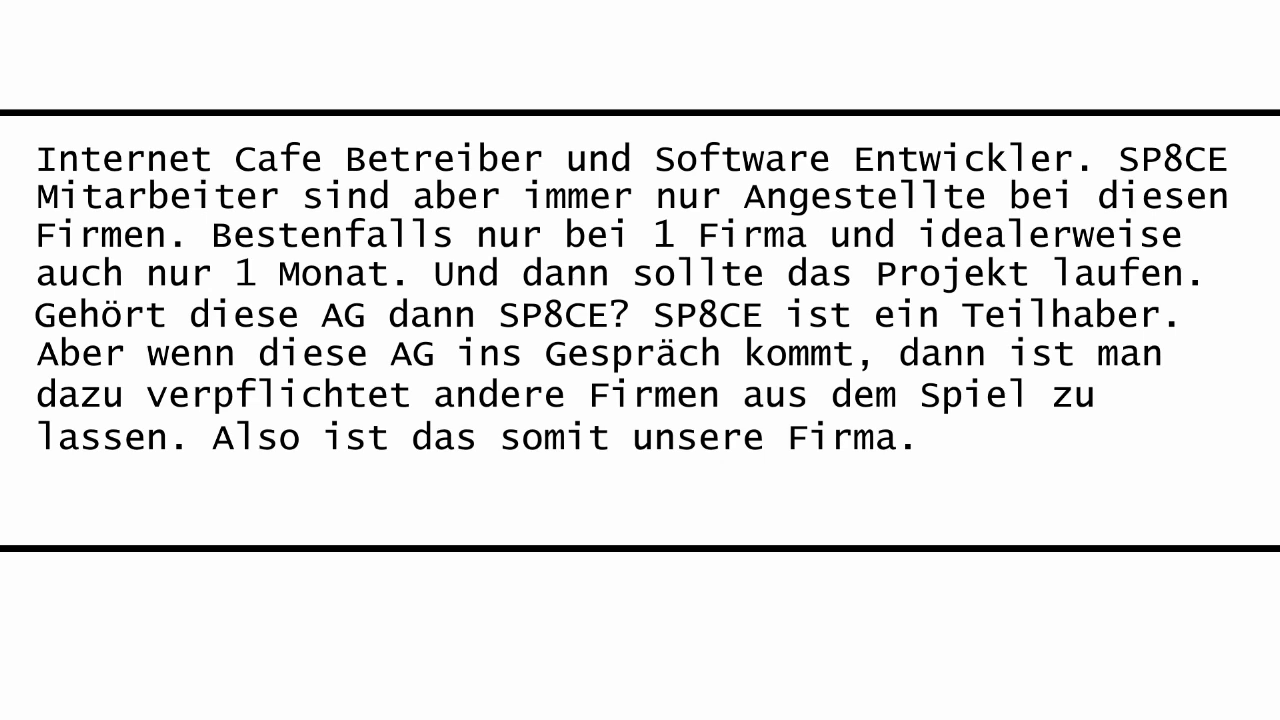 Internet Cafe Betreiber und Software Entwickler. SP8CE
Mitarbeiter sind aber immer nur Angestellte bei diesen
Firmen. Bestenfalls nur bei 1 Firma und idealerweise
auch nur 1 Monat. Und dann sollte das Projekt laufen.
Gehört diese AG dann SP8CE? SP8CE ist ein Teilhaber.
Aber wenn diese AG ins Gespräch kommt, dann ist man
dazu verpflichtet andere Firmen aus dem Spiel zu
lassen. Also ist das somit unsere Firma.